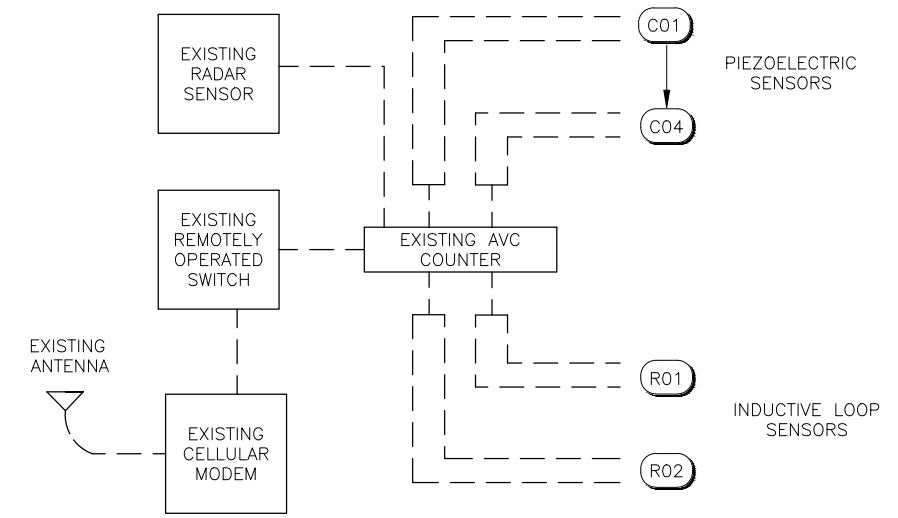 EXISTING
RADAR
SENSOR
C01
PIEZOELECTRIC
SENSORS
C04
EXISTING
REMOTELY
OPERATED
SWITCH
EXISTING AVC
COUNTER
EXISTING
ANTENNA
R01
INDUCTIVE LOOP
SENSORS
EXISTING
CELLULAR
MODEM
R02